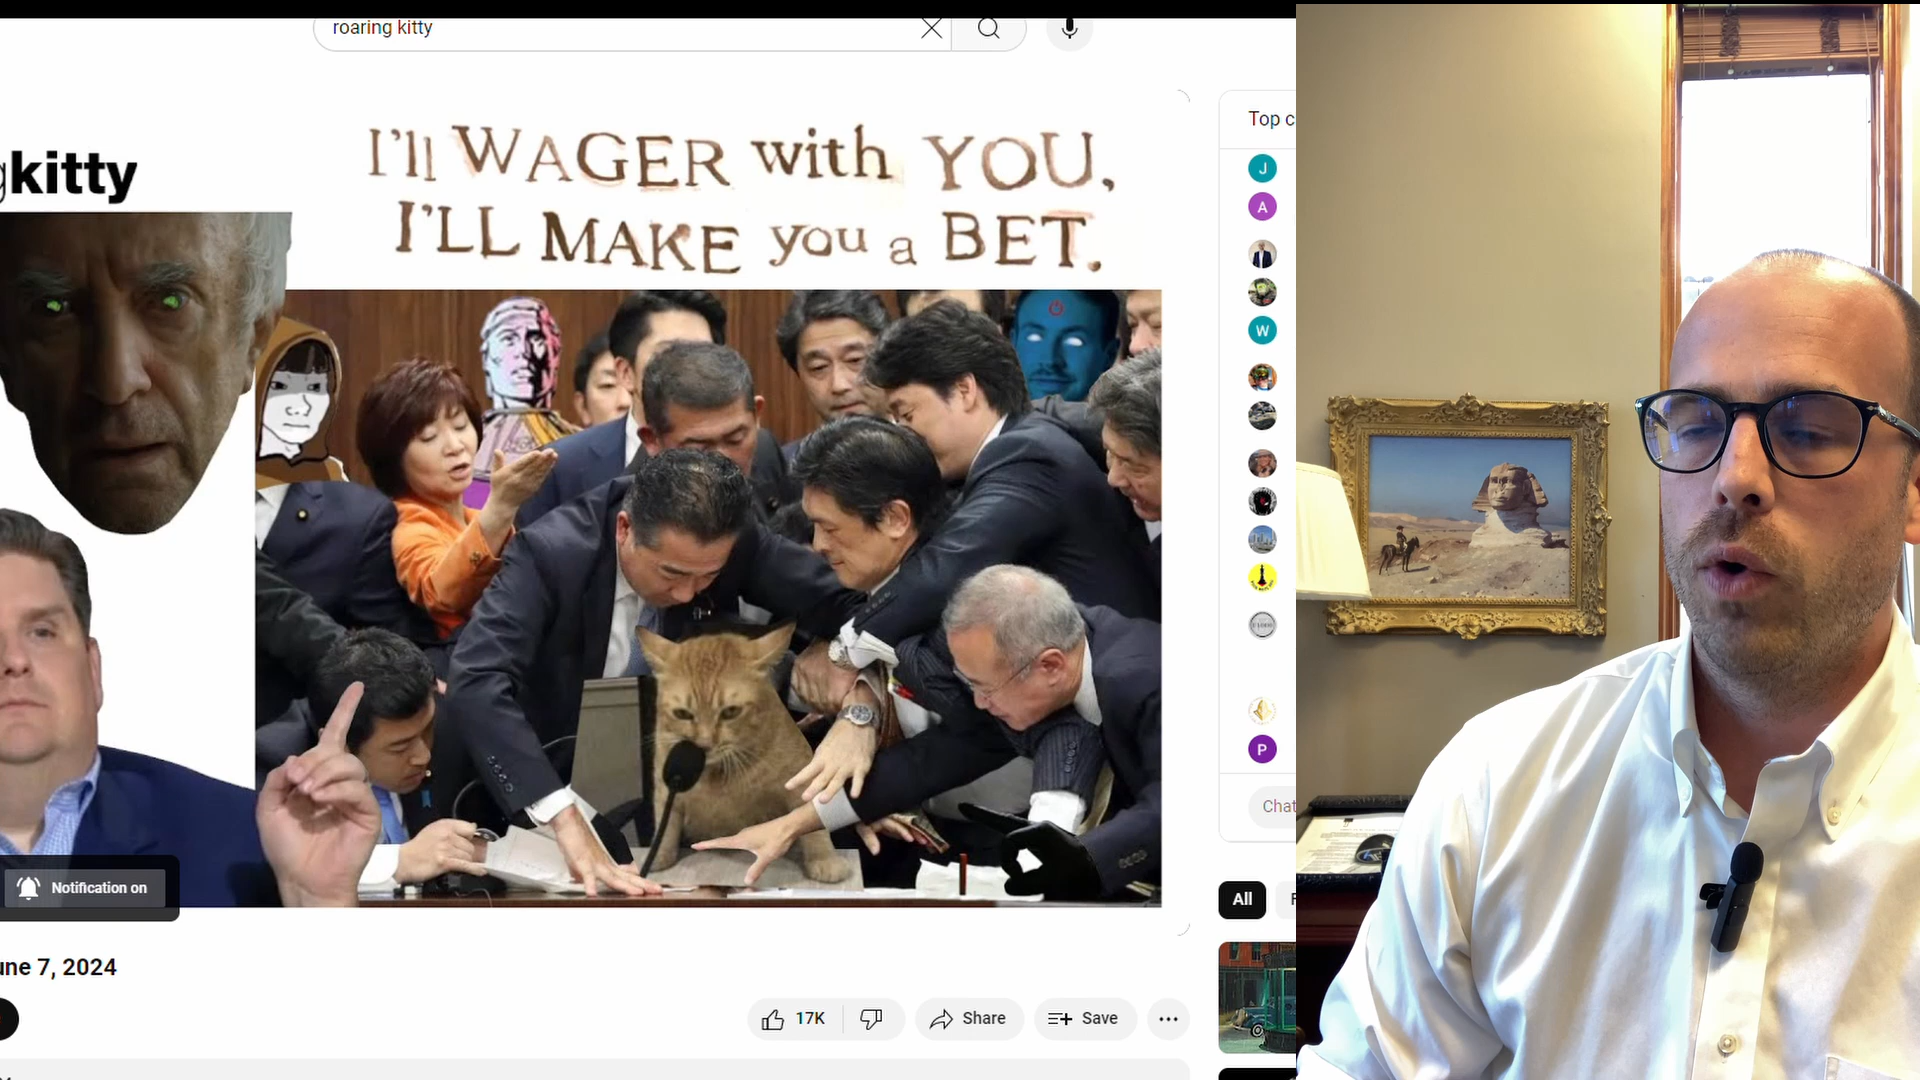 roaring kitty
I'll WAGER with YOU,
I'LL MAKE you a BET.
kitty
Top c
J
A
W
P
Chat
Notification on
All
une 7, 2024
17K
Share
Save